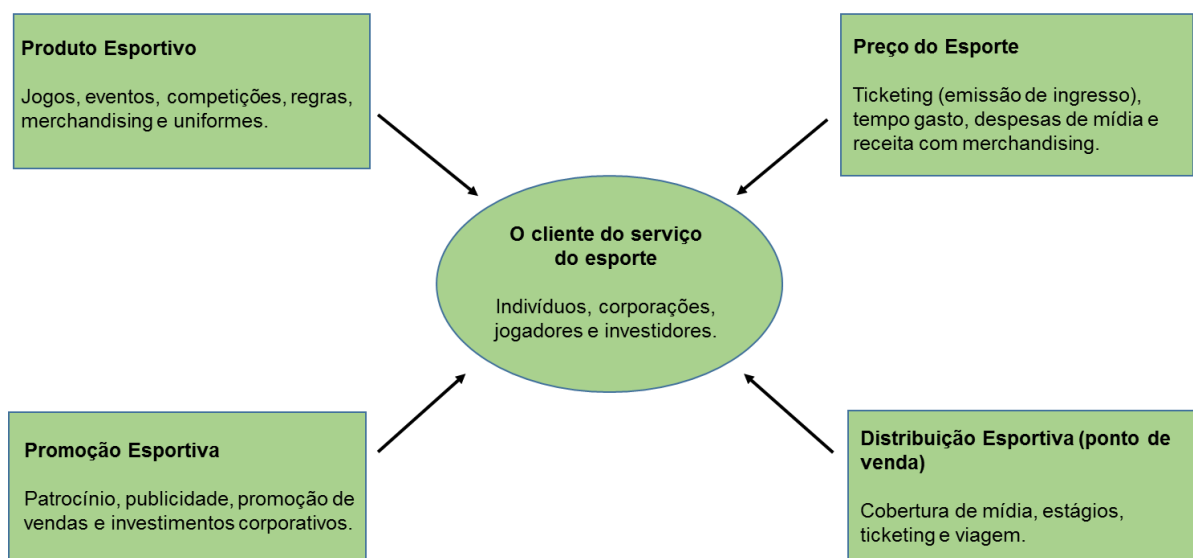 Produto Esportivo
Jogos, eventos, competições, regras,
merchandising e uniformes.
Preço do Esporte
Ticketing (emissão de ingresso),
tempo gasto, despesas de mídia e
receita com merchandising.
O cliente do serviço
do esporte
Indivíduos, corporações,
jogadores e investidores.
Promoção Esportiva
Patrocínio, publicidade, promoção de
vendas e investimentos corporativos.
Distribuição Esportiva (ponto de
venda)
Cobertura de mídia, estágios,
ticketing e viagem.